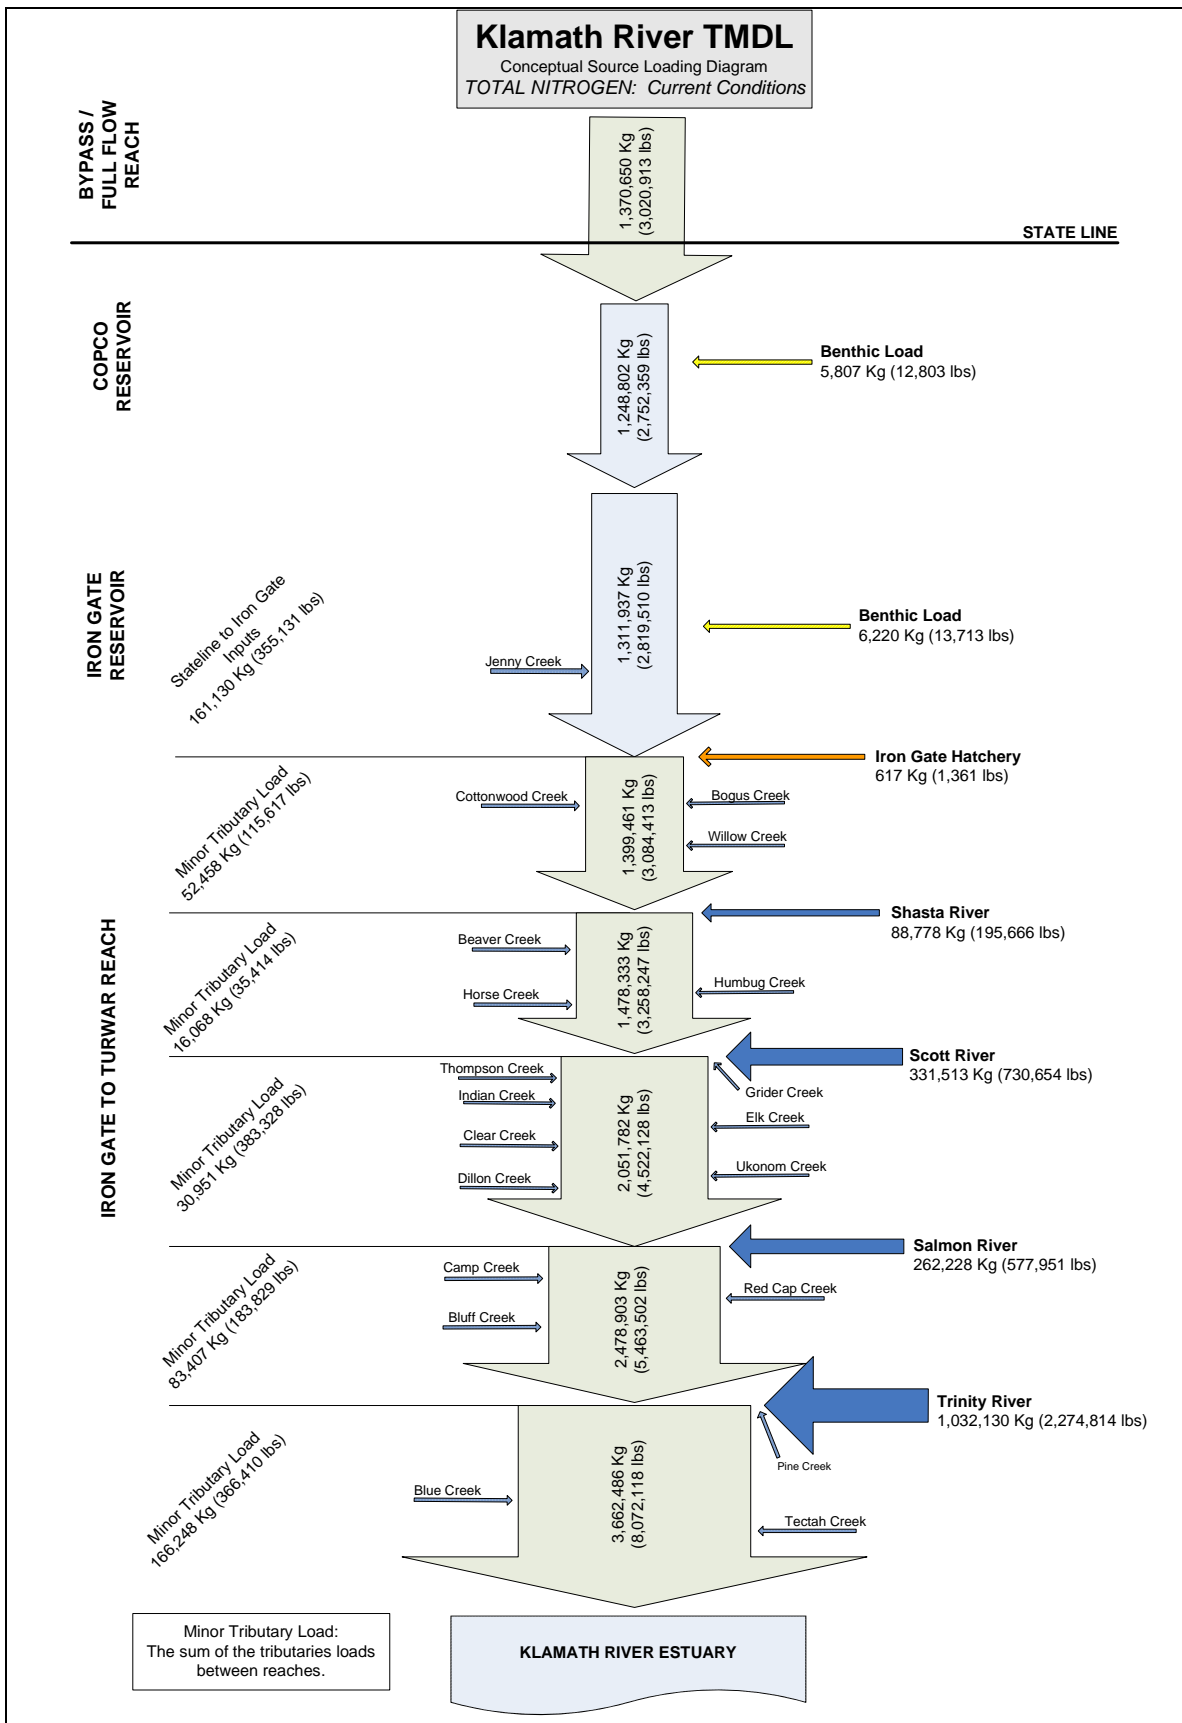 Klamath River TMDL
Conceptual Source Loading Diagram
TOTAL NITROGEN: Current Conditions
BYPASS /
FULL FLOW
REACH
1,370,650 Kg
(3,020,913 lbs)
STATE LINE
COPCO
RESERVOIR
1,248,802 Kg
(2,752,359 lbs)
Benthic Load
5,807 Kg (12,803 lbs)
IRON GATE
RESERVOIR
Stateline to Iron Gate
Inputs
161,130 Kg (355,131 lbs)
1,311,937 Kg
(2,819,510 lbs)
Benthic Load
6,220 Kg (13,713 lbs)
Jenny Creek
Iron Gate Hatchery
617 Kg (1,361 lbs)
IRON GATE TO TURWAR REACH
Minor Tributary Load
52,458 Kg (115,617 lbs)
Cottonwood Creek
1,399,461 Kg
(3,084,413 lbs)
Bogus Creek
Willow Creek
Shasta River
88,778 Kg (195,666 lbs)
Minor Tributary Load
16,068 Kg (35,414 lbs)
Beaver Creek
Horse Creek
1,478,333 Kg
(3,258,247 lbs)
Humbug Creek
Scott River
331,513 Kg (730,654 lbs)
Minor Tributary Load
30,951 Kg (383,328 lbs)
Thompson Creek
Indian Creek
Clear Creek
Dillon Creek
2,051,782 Kg
(4,522,128 lbs)
Grider Creek
Elk Creek
Ukonom Creek
Salmon River
262,228 Kg (577,951 lbs)
Minor Tributary Load
83,407 Kg (183,829 lbs)
Camp Creek
Bluff Creek
2,478,903 Kg
(5,463,502 lbs)
Red Cap Creek
Trinity River
1,032,130 Kg (2,274,814 lbs)
Minor Tributary Load
166,248 Kg (366,410 lbs)
Blue Creek
3,662,486 Kg
(8,072,118 lbs)
Pine Creek
Tectah Creek
Minor Tributary Load:
The sum of the tributaries loads
between reaches.
KLAMATH RIVER ESTUARY